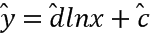 ŷ = d̂lnx + ĉ